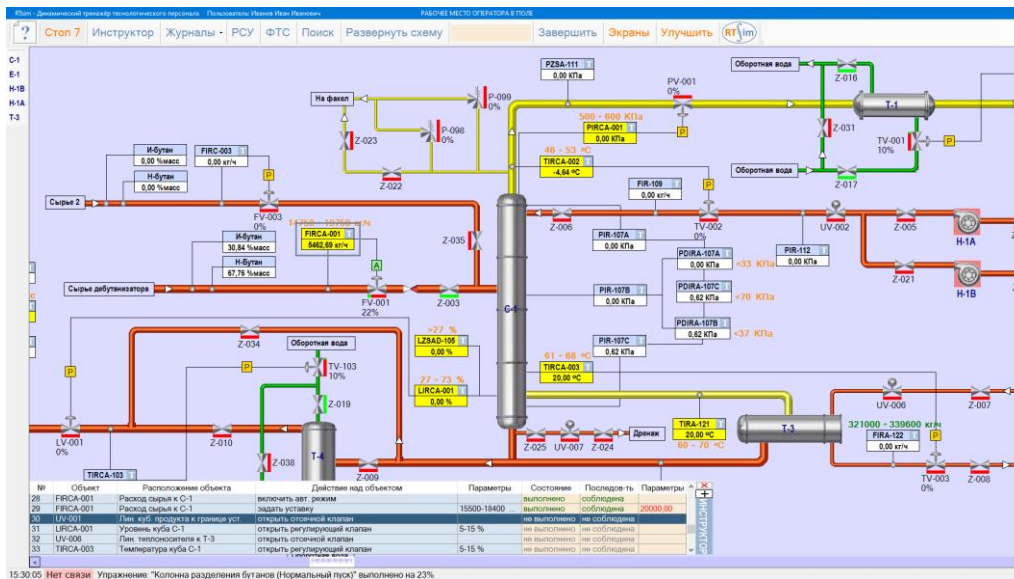 RTSim - Динамический тренажёр технологического персонала Пользователь: Иванов Иван Иванович РАБОЧЕЕ МЕСТО ОПЕРАТОРА В ПОЛЕ
? Стоп 7 Инструктор Журналы РСУ ФТС Поиск Развернуть схему Завершить Экраны Улучшить RTSim
C-1
E-1
Н-1В
Н-1А
Т-3
PZSA-111
0,00 КПа
PV-001
0%
Оборотная вода
Z-016
T-1
Z-031
TV-001
10%
P
Оборотная вода
Z-017
На факел
P-099
0%
P-098
0%
Z-023
Z-022
500 - 600 КПа
PIRCA-001
0,00 КПа
P
46 - 53 ºC
TIRCA-002
-4,64 ºC
И-бутан
0,00 %масс
Н-бутан
0,00 %масс
FIRC-003
0,00 кг/ч
P
Сырье 2
FV-003
0%
FIR-109
0,00 кг/ч
P
Z-006
TV-002
0%
UV-002
Z-005
Н-1А
PIR-107A
0,00 КПа
PIR-112
0,00 КПа
Z-021
Н-1В
И-бутан
30,84 %масс
Н-Бутан
67,76 %масс
FIRCA-001
5462,69 кг/ч
A
Z-035
Сырье дебутанизатора
FV-001
22%
Z-003
C-1
PDIRA-107A
0,00 КПа
<33 КПа
PIR-107B
0,00 КПа
PDIRA-107C
0,62 КПа
<70 КПа
PDIRA-107B
0,62 КПа
<37 КПа
PIR-107C
0,62 КПа
Z-034
Оборотная вода
>27 %
LZSAD-105
0,00 %
61 - 68 ºC
TIRCA-003
20,00 ºC
P
P
TV-103
10%
27 - 73 %
LIRCA-001
0,00 %
Z-019
UV-006
Z-007
LV-001
0%
Z-010
Z-038
T-4
Z-009
Z-025
UV-007
Z-024
Дренаж
TIRA-121
20,00 ºC
60 - 70 ºC
T-3
321000 - 339600 кг/ч
FIRA-122
0,00 кг/ч
P
TV-003
0%
Z-008
TIRCA-103
№ Объект Расположение объекта Действие над объектом Параметры Состояние Последов-ть Параметры
28 FIRCA-001 Расход сырья к С-1 включить авт. режим выполнено соблюдена
29 FIRCA-001 Расход сырья к С-1 задать уставку 15500-18400 ... выполнено соблюдена 20000,00
30 UV-001 Лин. куб. продукта к границе уст. открыть отсечной клапан не выполнено не соблюдена
31 LIRCA-001 Уровень куба С-1 открыть регулирующий клапан 5-15 % не выполнено не соблюдена
32 UV-006 Лин. теплоносителя к Т-3 открыть отсечной клапан не выполнено не соблюдена
33 TIRCA-003 Температура куба С-1 открыть регулирующий клапан 5-15 % не выполнено не соблюдена
ИНСТРУКТОР
15:30:05 Нет связи Упражнение: "Колонна разделения бутанов (Нормальный пуск)" выполнено на 23%